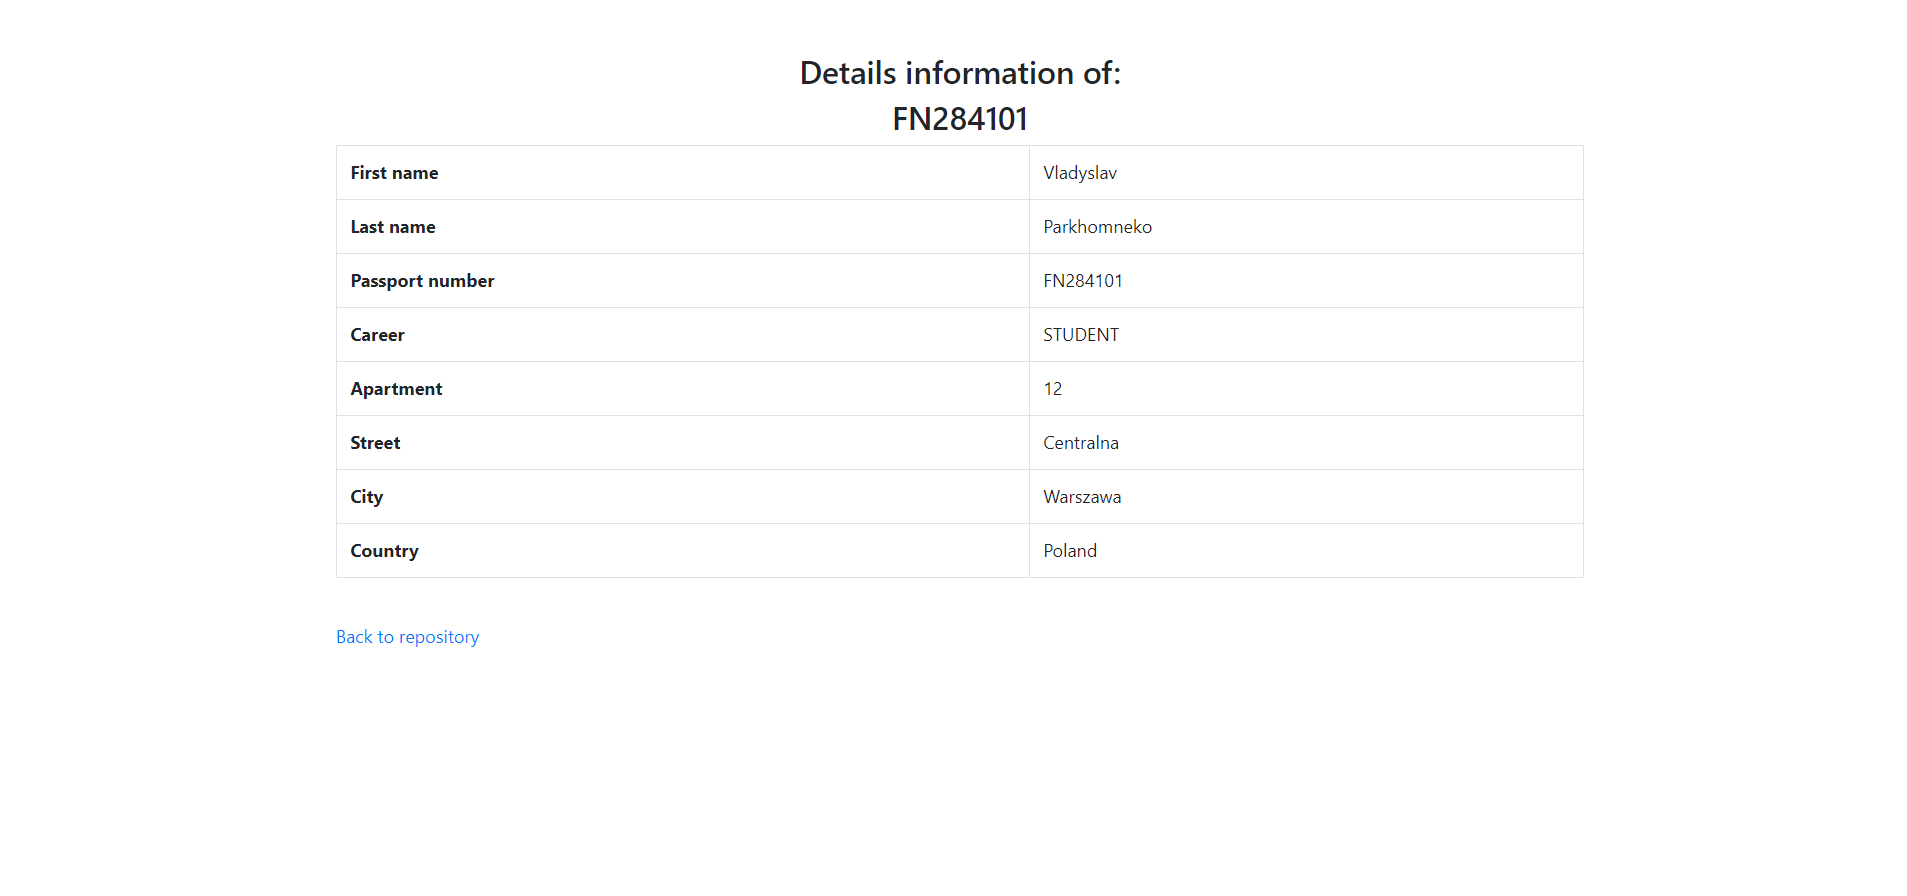 Details information of:
FN284101
First name Vladyslav
Last name Parkhomneko
Passport number FN284101
Career STUDENT
Apartment 12
Street Centralna
City Warszawa
Country Poland
Back to repository